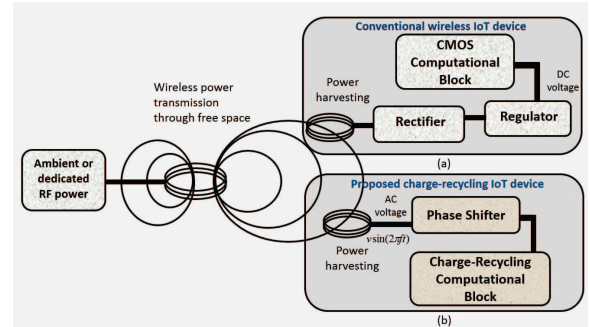 Conventional wireless IoT device
CMOS
Computational
Block
DC
voltage
Power
harvesting
Rectifier
Regulator
(a)
Wireless power
transmission
through free space
Ambient or
dedicated
RF power
Proposed charge-recycling IoT device
AC
voltage
Phase Shifter
vsin(2πft)
Power
harvesting
Charge-Recycling
Computational
Block
(b)